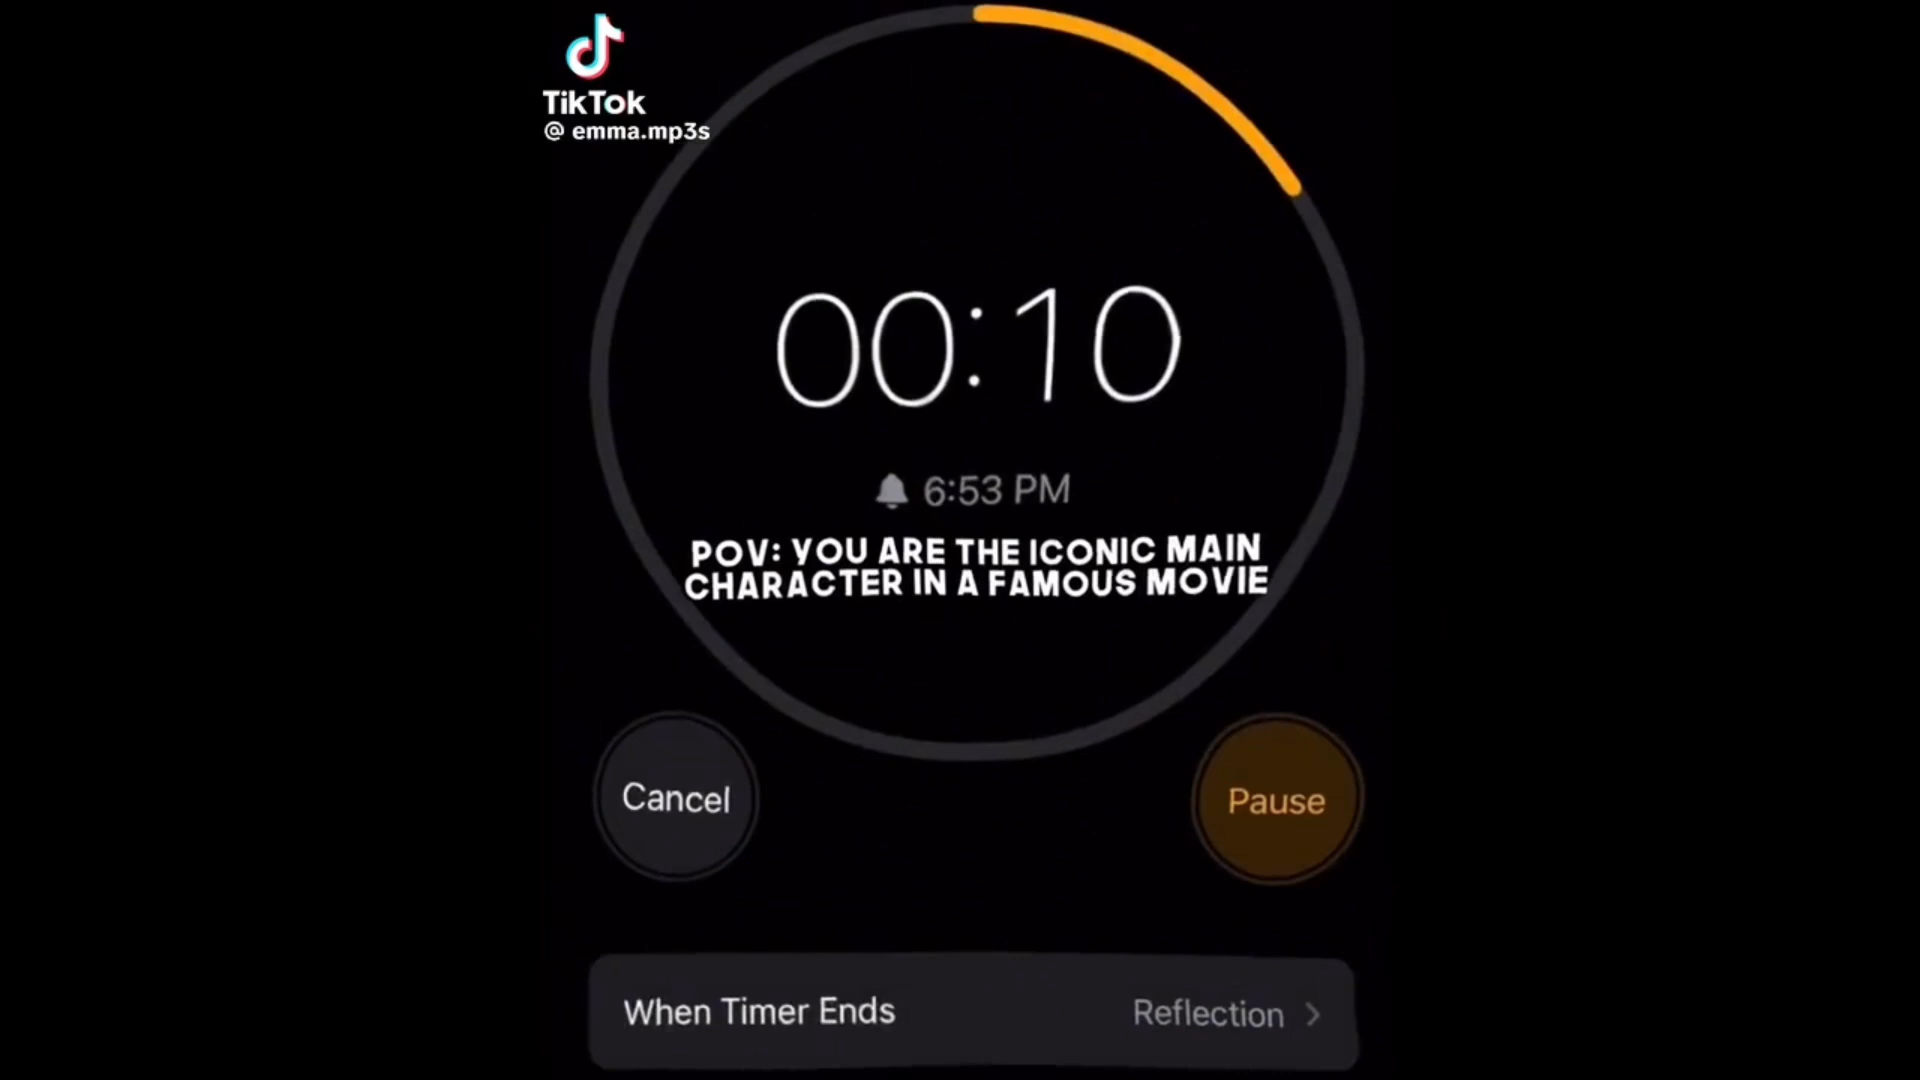 TikTok
@ emma.mp3s
00:10
6:53 PM
POV: YOU ARE THE ICONIC MAIN
CHARACTER IN A FAMOUS MOVIE
Cancel
Pause
When Timer Ends
Reflection